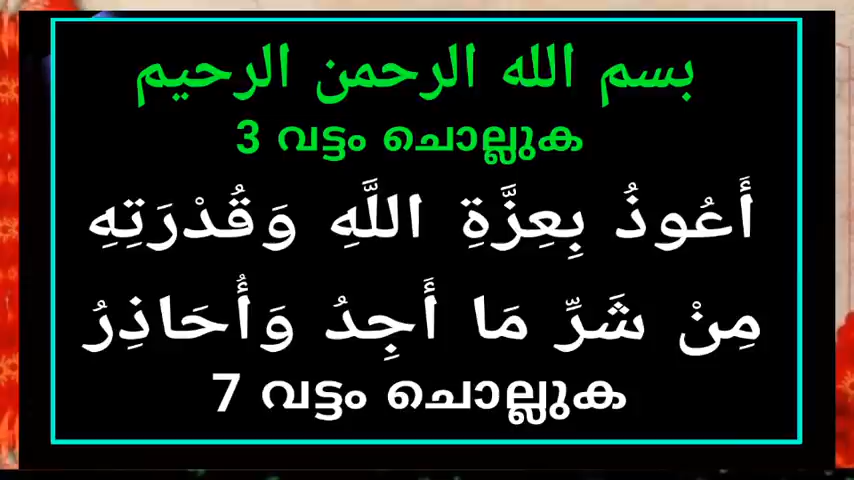 بسم الله الرحمن الرحيم
3 വട്ടം ചൊല്ലുക
أَعُوذُ بِعِزَّةِ اللَّهِ وَقُدْرَتِهِ
مِنْ شَرِّ مَا أَجِدُ وَأُحَاذِرُ
7 വട്ടം ചൊല്ലുക